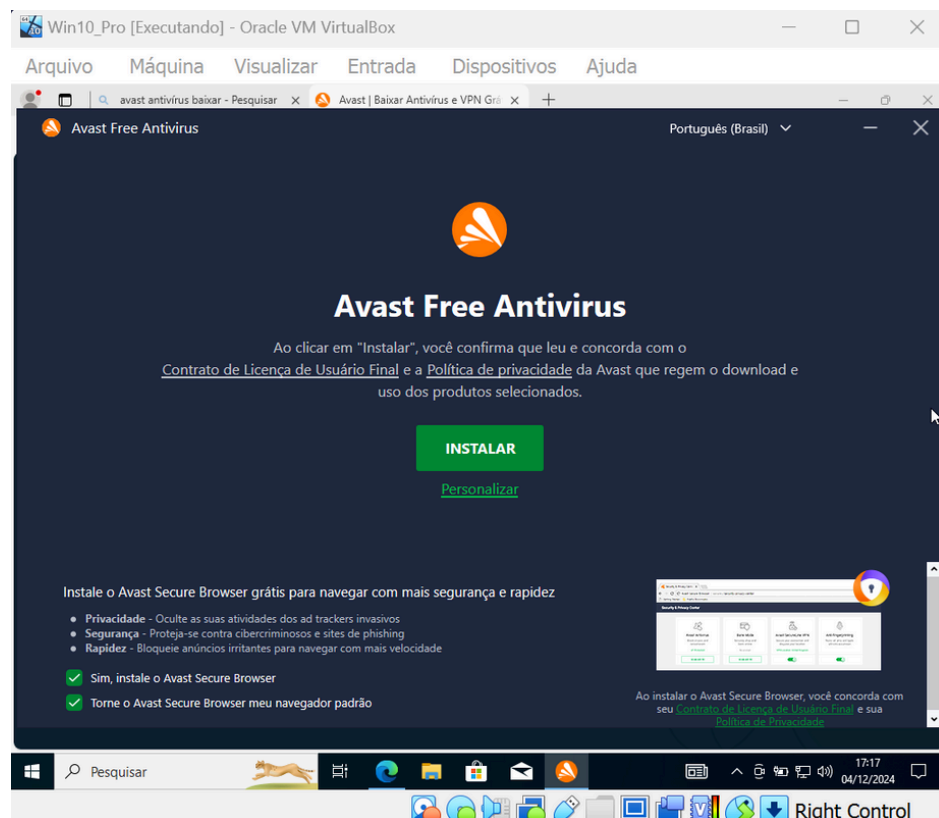 Win10_Pro [Executando] - Oracle VM VirtualBox
Arquivo Máquina Visualizar Entrada Dispositivos Ajuda
avast antivírus baixar - Pesquisar Avast | Baixar Antivírus e VPN Grá
Avast Free Antivirus Português (Brasil)
Avast Free Antivirus
Ao clicar em "Instalar", você confirma que leu e concorda com o
Contrato de Licença de Usuário Final e a Política de privacidade da Avast que regem o download e
uso dos produtos selecionados.
INSTALAR
Personalizar
Instale o Avast Secure Browser grátis para navegar com mais segurança e rapidez
Privacidade - Oculte as suas atividades dos ad trackers invasivos
Segurança - Proteja-se contra cibercriminosos e sites de phishing
Rapidez - Bloqueie anúncios irritantes para navegar com mais velocidade
Sim, instale o Avast Secure Browser
Torne o Avast Secure Browser meu navegador padrão
Ao instalar o Avast Secure Browser, você concorda com
seu Contrato de Licença de Usuário Final e sua
Política de Privacidade
Pesquisar
17:17
04/12/2024
Right Control